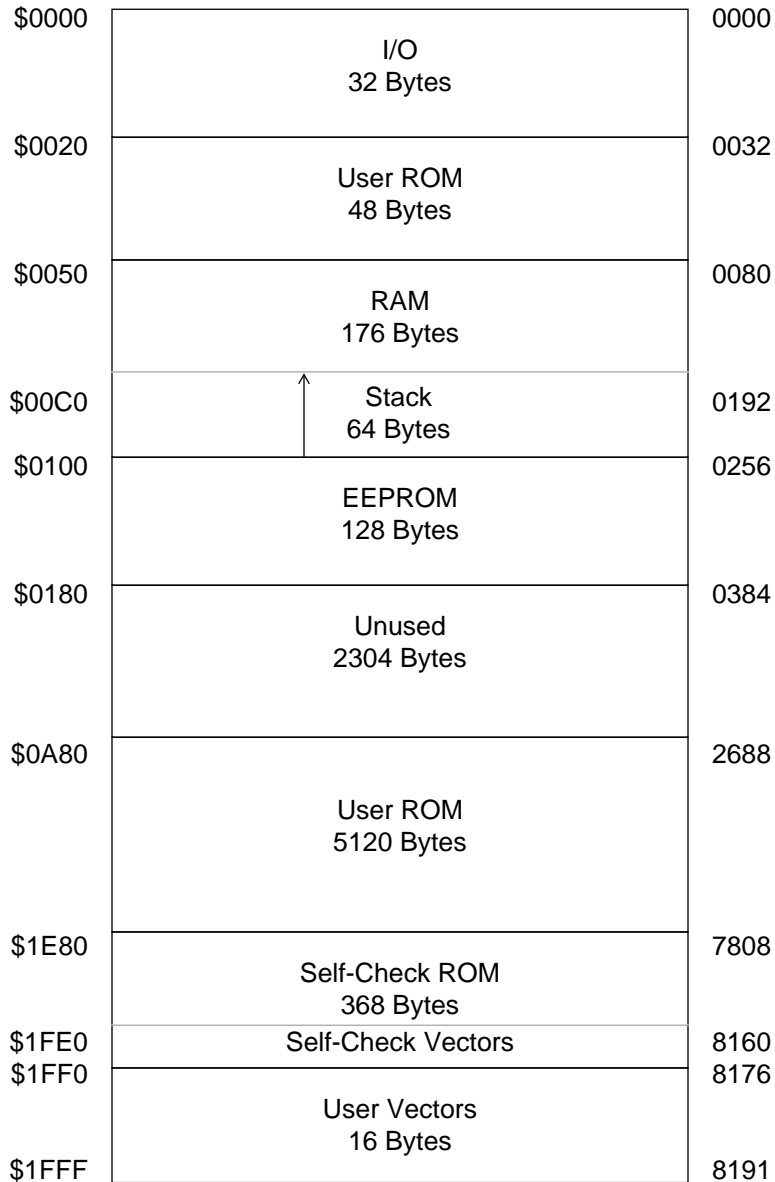 $0000
0000
I/O
32 Bytes
$0020
0032
User ROM
48 Bytes
$0050
0080
RAM
176 Bytes
$00C0
0192
Stack
64 Bytes
$0100
0256
EEPROM
128 Bytes
$0180
0384
Unused
2304 Bytes
$0A80
2688
User ROM
5120 Bytes
$1E80
7808
Self-Check ROM
368 Bytes
$1FE0
Self-Check Vectors
8160
$1FF0
8176
User Vectors
16 Bytes
$1FFF
8191